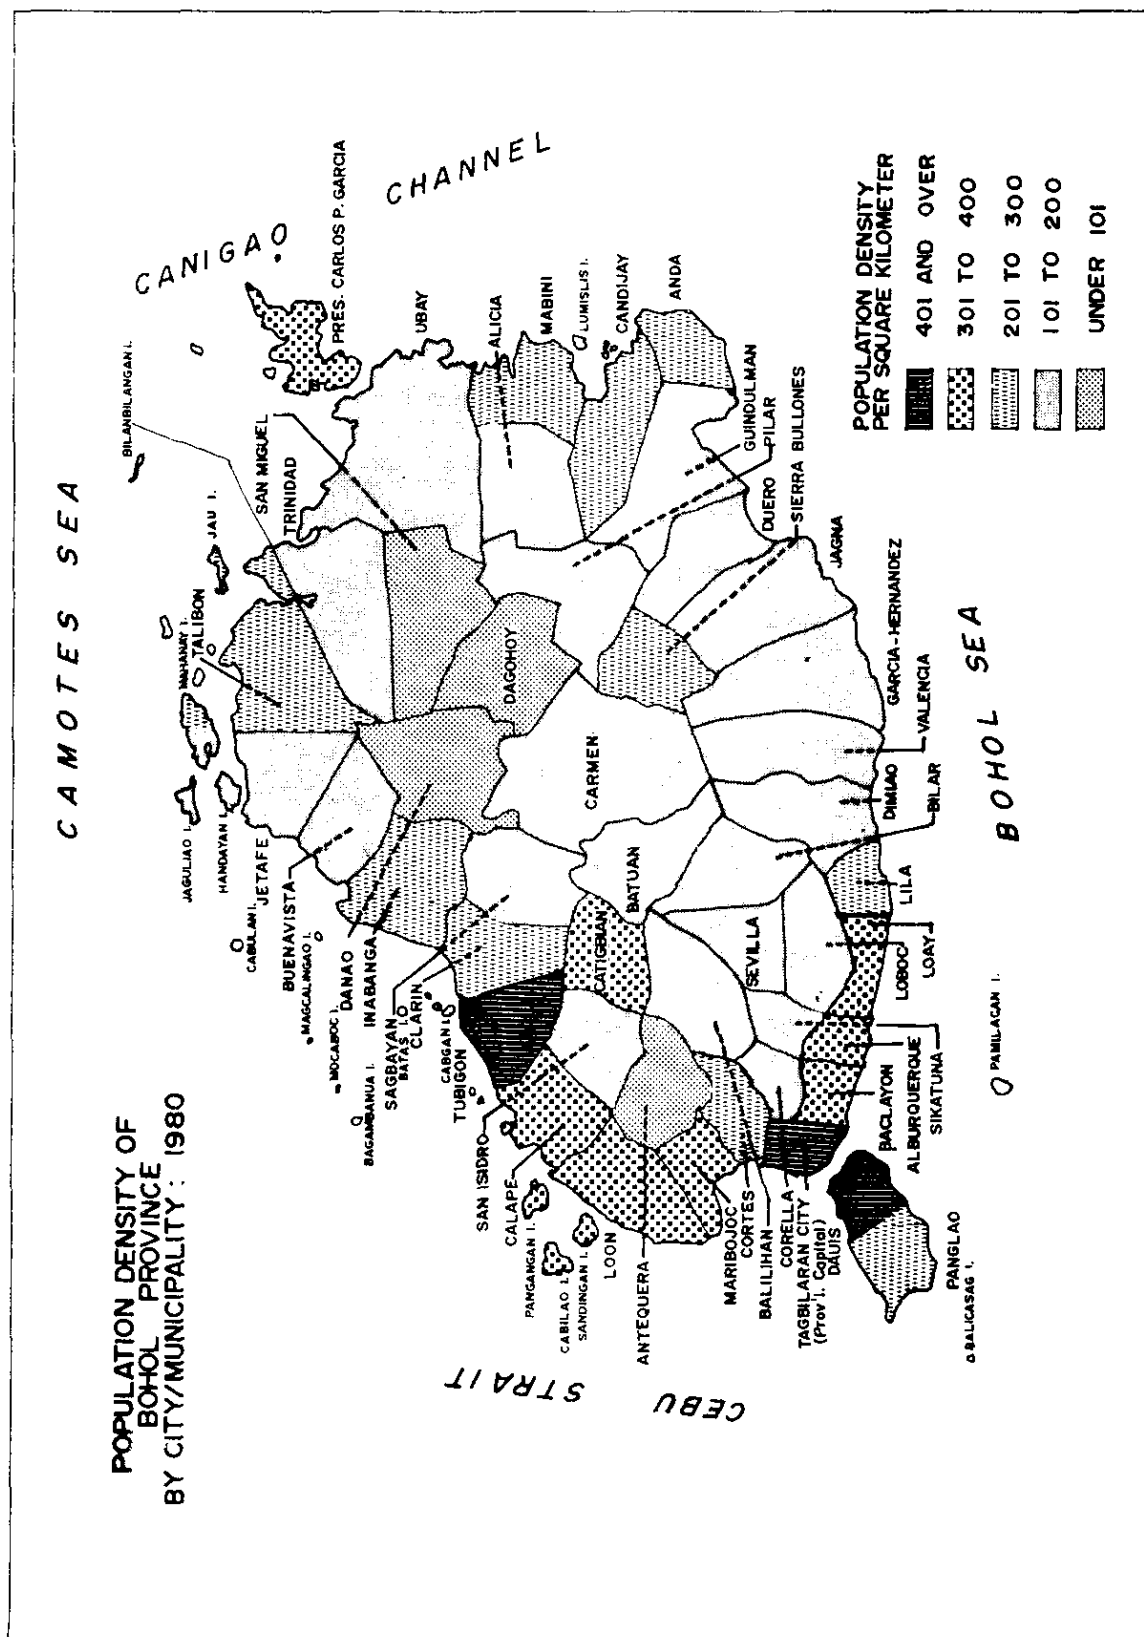 POPULATION DENSITY OF
BOHOL PROVINCE
BY CITY/MUNICIPALITY : 1980
CAMOTES SEA
CANIGAO
CHANNEL
BOHOL SEA
CEBU
STRAIT
BILANBILANGAN I.
JAU I.
MAHANAY I.
TALIBON
JAGULIAO I.
HANDAYAN I.
JETAFE
CABULAN I.
BUENAVISTA
MAGCALINGAO I.
DANAO
MOCABOC I.
INABANGA
BAGAMBANUA I.
SAGBAYAN
BATAS I.
CLARIN
CABGAN I.
TUBIGON
SAN ISIDRO
CALAPE
PANGANGAN I.
CABILAO I.
SANDINGAN I.
LOON
ANTEQUERA
MARIBOJOC
CORTES
BALILIHAN
CORELLA
TAGBILARAN CITY
(Prov'l. Capital)
DAUIS
PANGLAO
BALICASAG I.
PAMILACAN I.
BACLAYON
ALBURQUERQUE
SIKATUNA
LOBOC
LOAY
LILA
BILAR
DIMIAO
VALENCIA
GARCIA-HERNANDEZ
JAGNA
SIERRA BULLONES
DUERO
PILAR
GUINDULMAN
ANDA
CANDIJAY
LUMISLIS I.
MABINI
ALICIA
UBAY
PRES. CARLOS P. GARCIA
SAN MIGUEL
TRINIDAD
DAGOHOY
CARMEN
BATUAN
CATIGBIAN
SEVILLA
POPULATION DENSITY
PER SQUARE KILOMETER
401 AND OVER
301 TO 400
201 TO 300
101 TO 200
UNDER 101